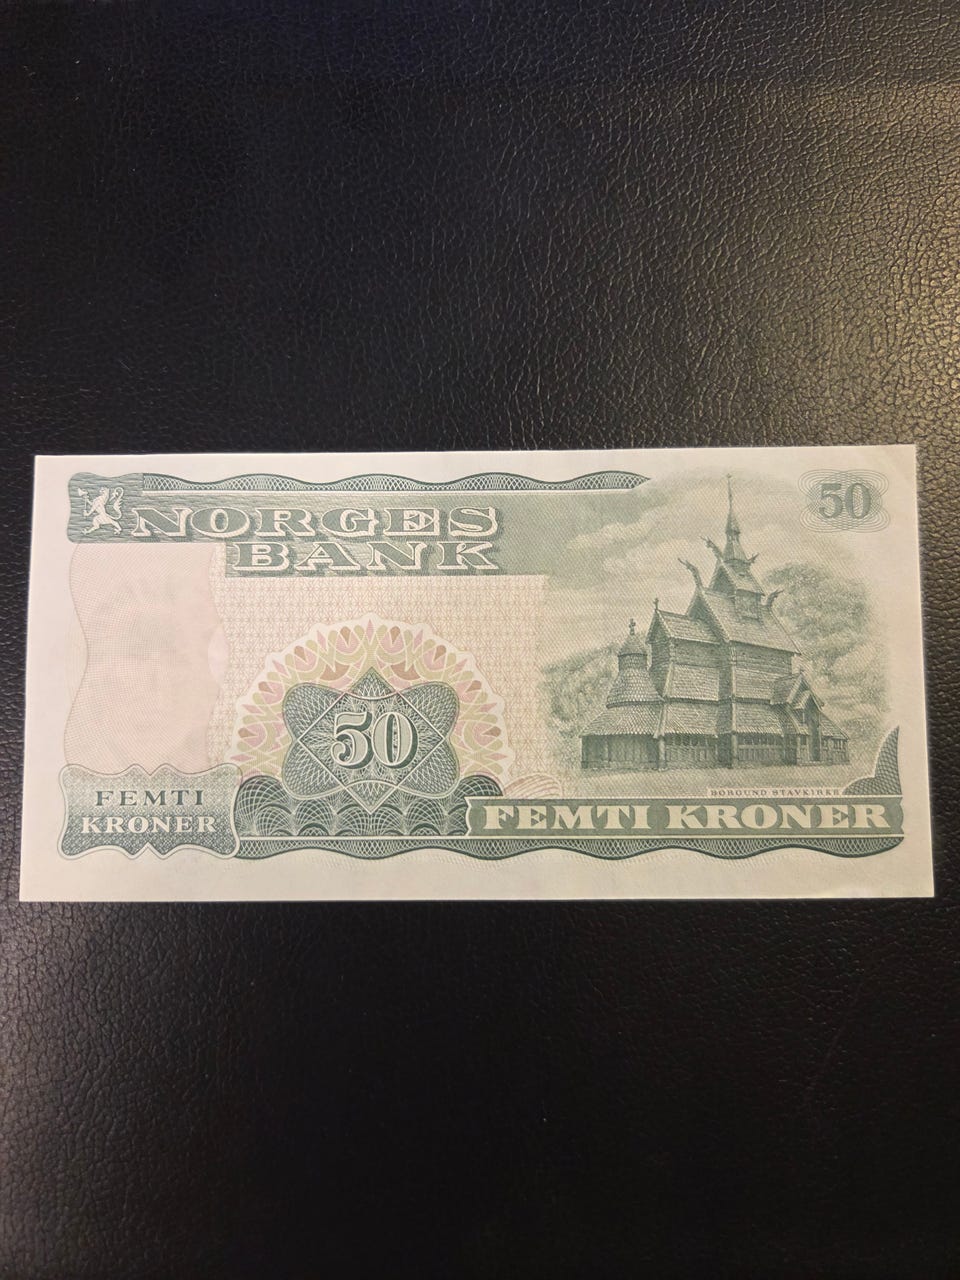 NORGES
BANK
50
50
BORGUND STAVKIRKE
FEMTI
KRONER
FEMTI KRONER